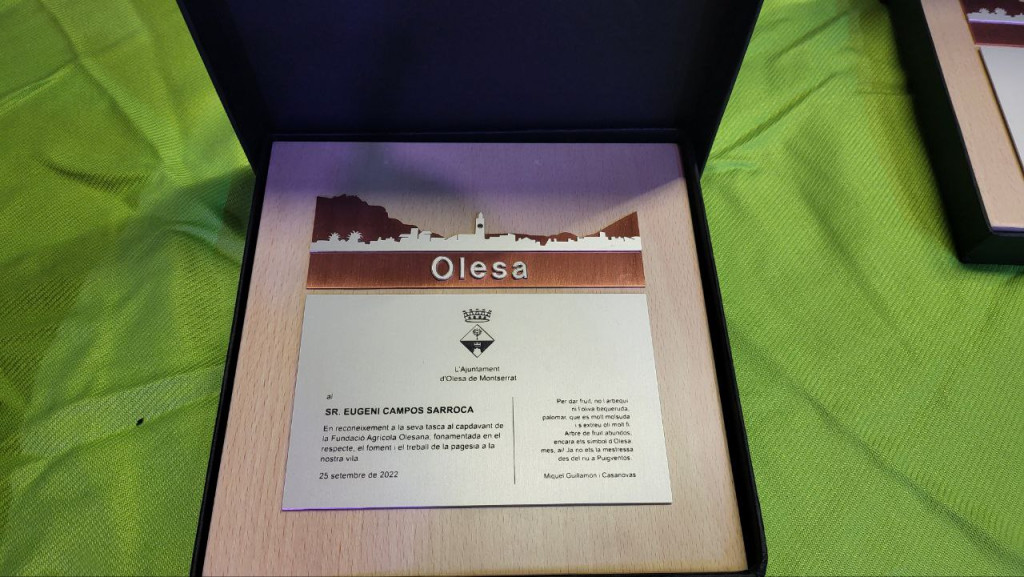 Olesa
L'Ajuntament
d'Olesa de Montserrat
al
SR. EUGENI CAMPOS SARROCA
En reconeixement a la seva tasca al capdavant de
la Fundació Agrícola Olesana, fonamentada en el
respecte, el foment i el treball de la pagesia a la
nostra vila.
25 setembre de 2022
Per dar fruit, no l'arbequí
ni l'oliva bequeruda,
palomar, que es molt molsuda
i s'extreu oli molt fi.
Arbre de fruit abundós,
encara ets símbol d'Olesa
mes, ai! Ja no ets la mestressa
des del riu a Puigventós.
Miquel Guillamon i Casanovas